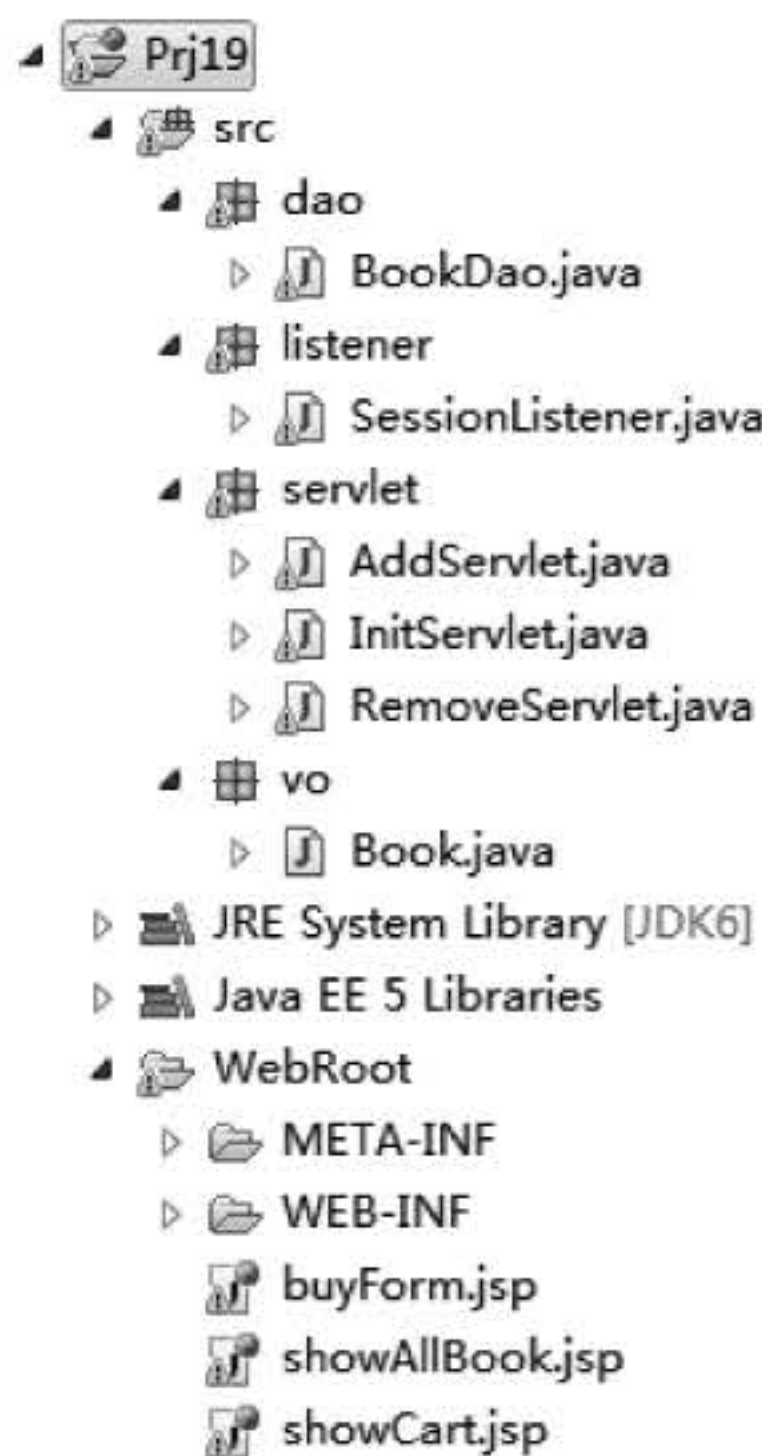 Prj19
src
dao
BookDao.java
listener
SessionListener.java
servlet
AddServlet.java
InitServlet.java
RemoveServlet.java
vo
Book.java
JRE System Library [JDK6]
Java EE 5 Libraries
WebRoot
META-INF
WEB-INF
buyForm.jsp
showAllBook.jsp
showCart.jsp